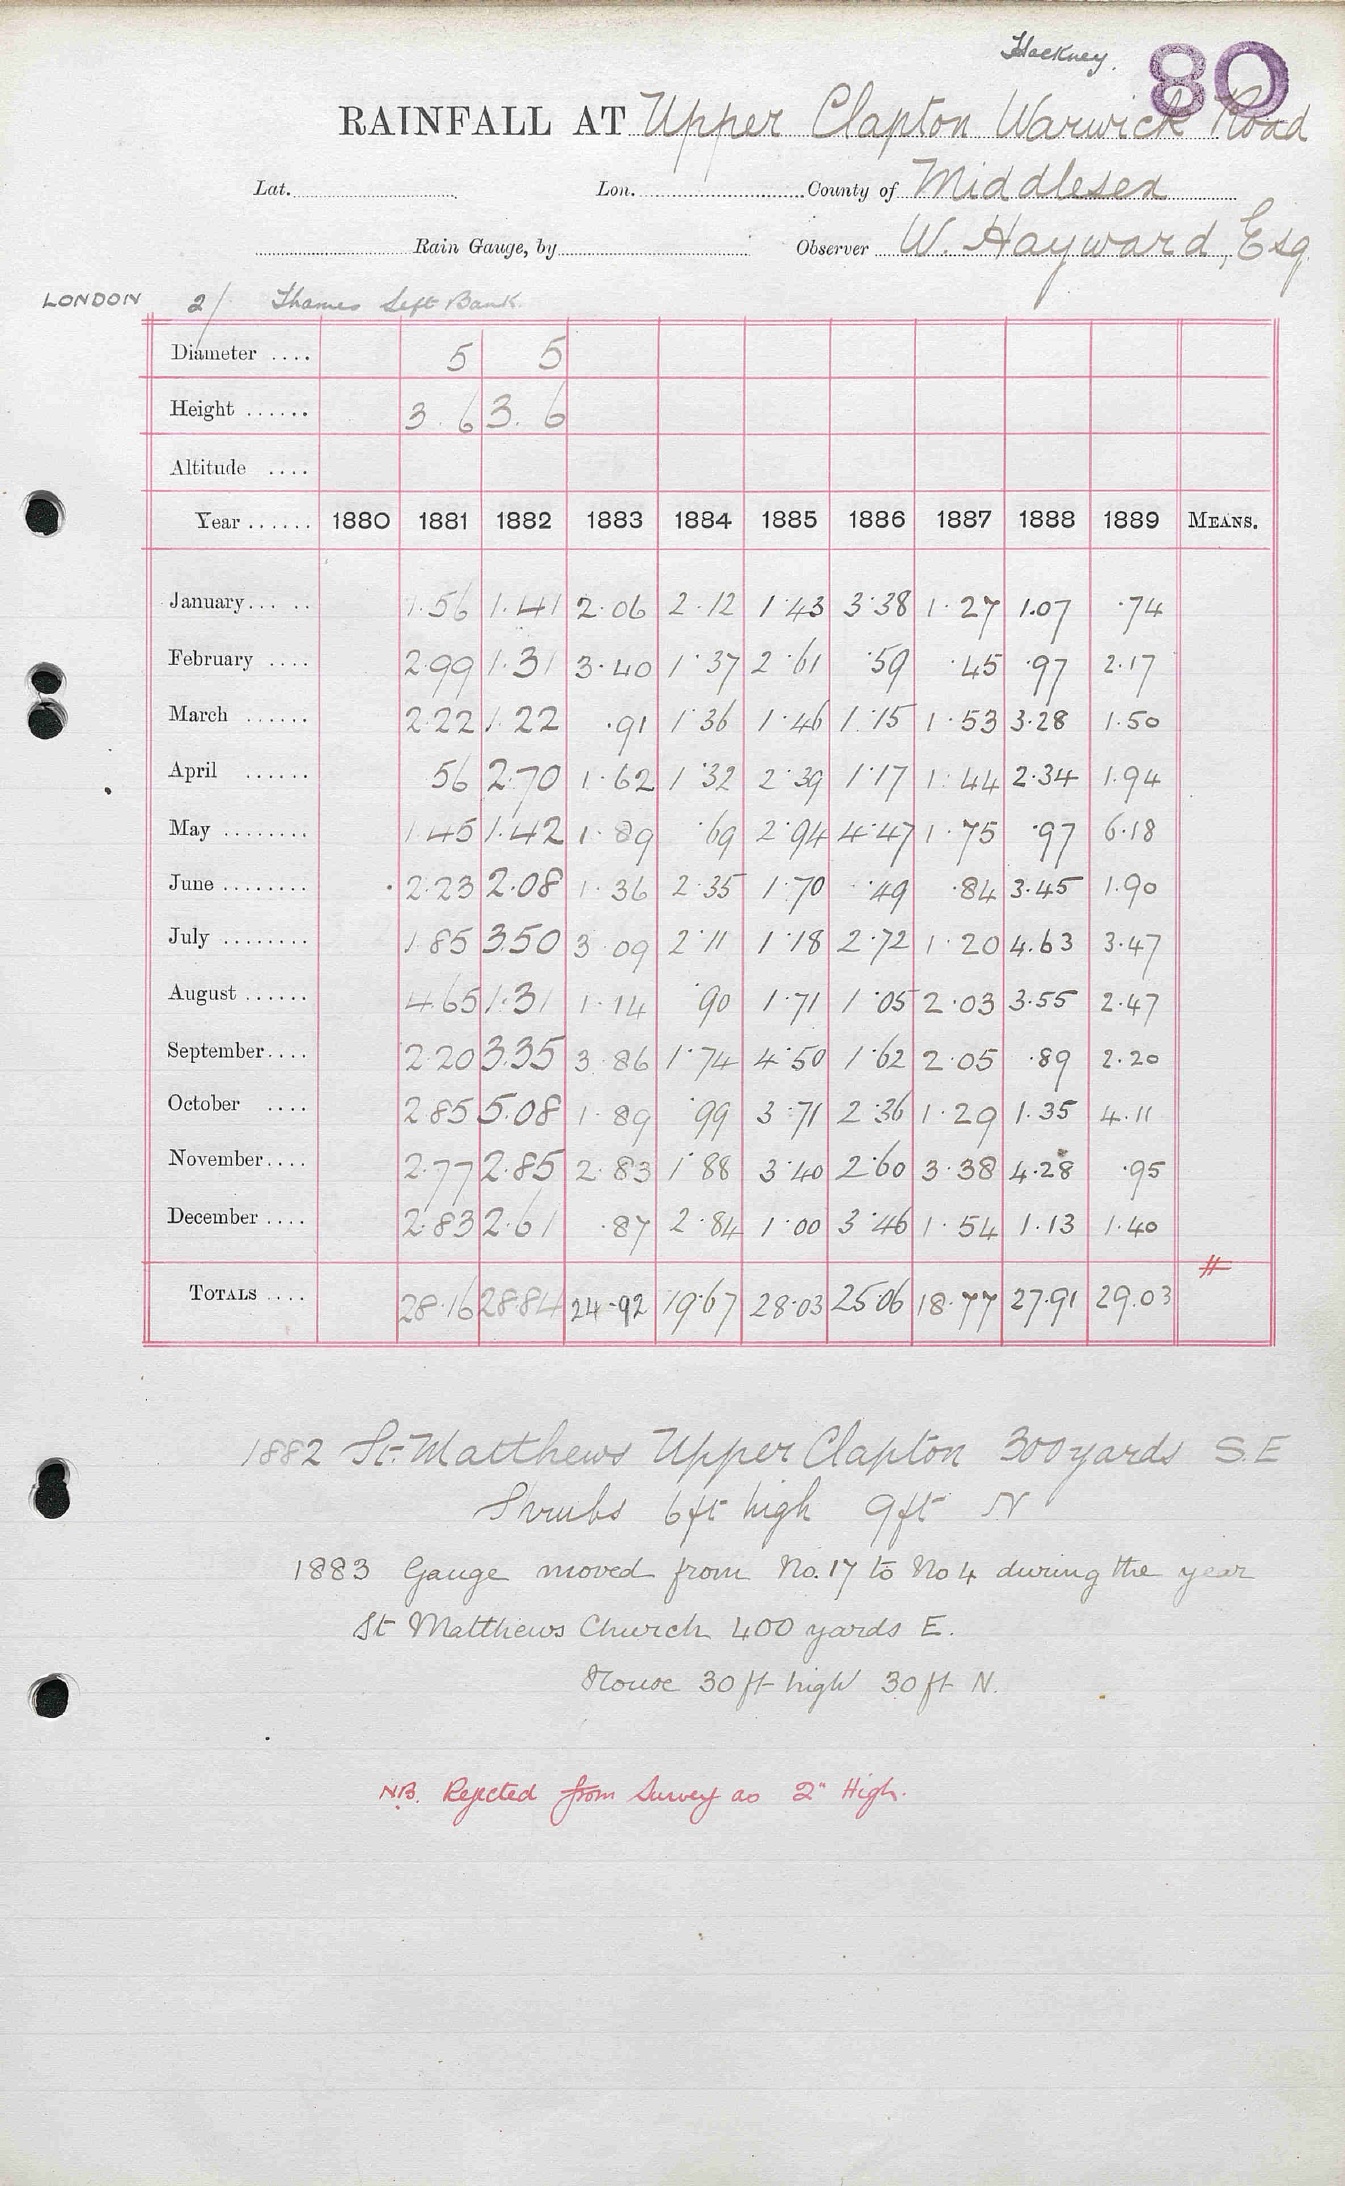 Hackney. 80
RAINFALL AT Upper Clapton Warwick Road
Lat. Lon. County of Middlesex
Rain Gauge, by Observer W. Hayward, Esq
LONDON 2/ Thames Left Bank
Diameter .... 5 5
Height ...... 3. 6 3. 6
Altitude ....
Year ...... 1880 1881 1882 1883 1884 1885 1886 1887 1888 1889 MEANS.
January ...... 1.56 1.41 2.06 2.12 1.43 3.38 1.27 1.07 .74
February .... 2.99 1.31 3.40 1.37 2.61 .59 .45 .97 2.17
March ...... 2.22 1.22 .91 1.36 1.46 1.15 1.53 3.28 1.50
April ...... 56 2.70 1.62 1.32 2.39 1.17 1.44 2.34 1.94
May ........ 1.45 1.42 1.89 .69 2.94 4.47 1.75 .97 6.18
June ........ 2.23 2.08 1.36 2.35 1.70 .49 .84 3.45 1.90
July ........ 1.85 3.50 3.09 2.11 1.18 2.72 1.20 4.63 3.47
August ...... 4.65 1.31 1.14 .90 1.71 1.05 2.03 3.55 2.47
September .... 2.20 3.35 3.86 1.74 4.50 1.62 2.05 .89 2.20
October .... 2.85 5.08 1.89 .99 3.71 2.36 1.29 1.35 4.11
November .... 2.77 2.85 2.83 1.88 3.40 2.60 3.38 4.28 .95
December .... 2.83 2.61 .87 2.84 1.00 3.46 1.54 1.13 1.40
TOTALS .... 28.16 28.84 24.92 19.67 28.03 25.06 18.77 27.91 29.03
1882 St. Matthews Upper Clapton 300 yards S.E
Shrubs 6ft high 9ft N
1883 Gauge moved from No. 17 to No 4 during the year
St Matthews Church 400 yards E.
House 30 ft high 30 ft N.
NB. Rejected from Survey as 2" High.